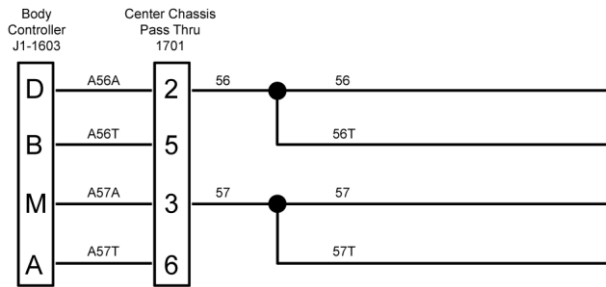 Body
Controller
J1-1603
Center Chassis
Pass Thru
1701
D A56A 2 56 56
B A56T 5 56T
M A57A 3 57 57
A A57T 6 57T